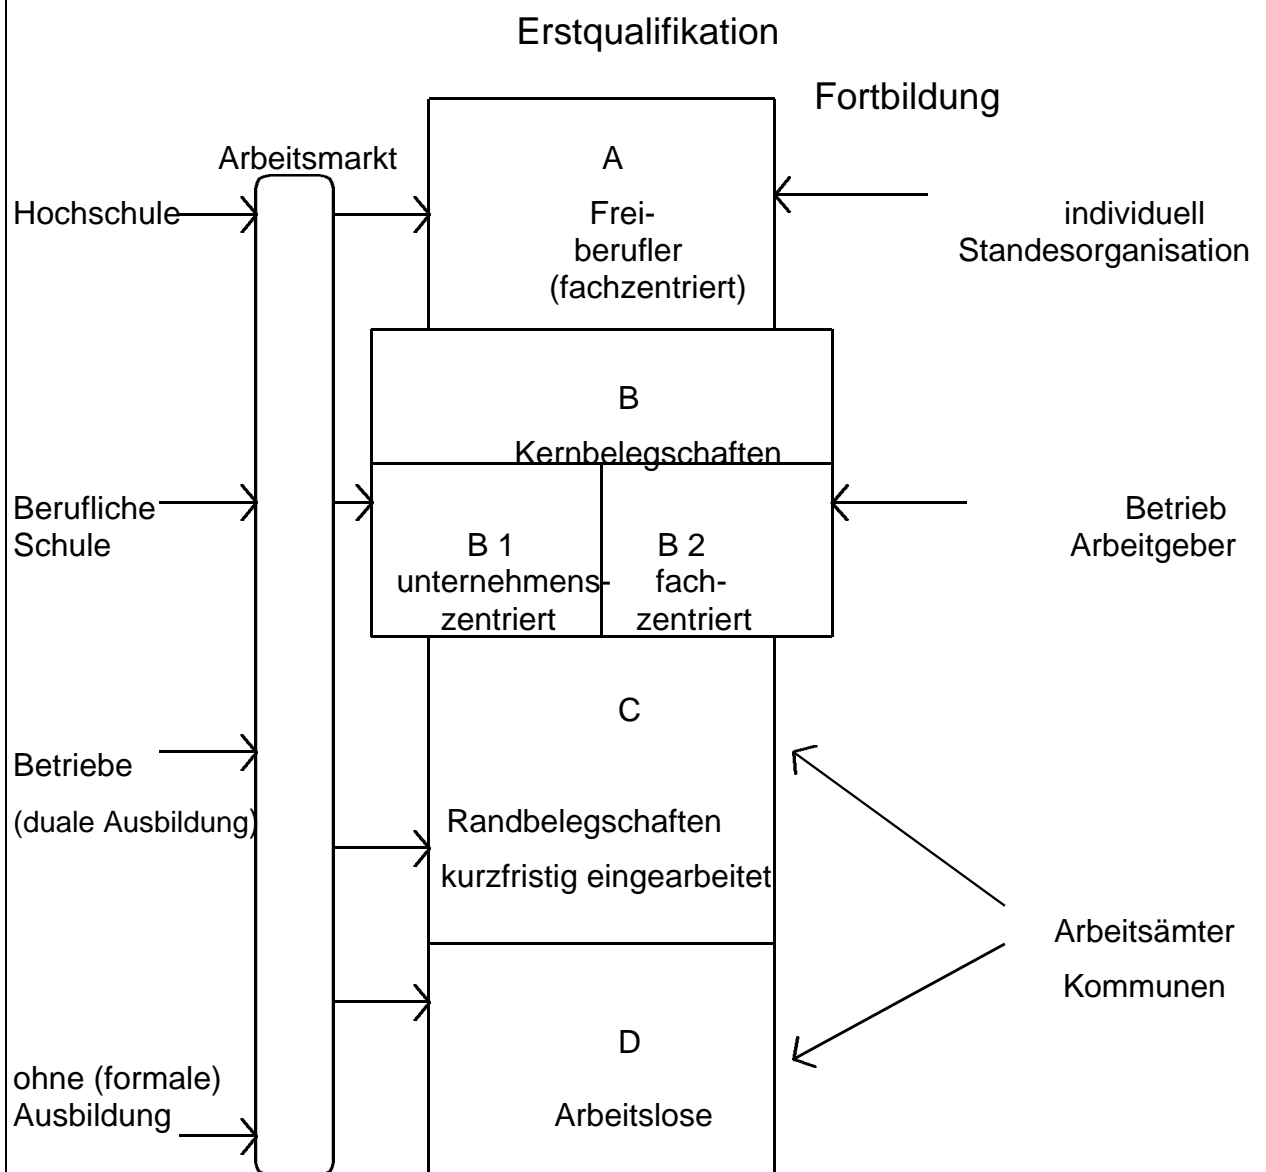 Erstqualifikation
Fortbildung
Arbeitsmarkt
A
Hochschule
Frei-
berufler
(fachzentriert)
individuell
Standesorganisation
B
Kernbelegschaften
Berufliche
Schule
B 1
unternehmens-
zentriert
B 2
fach-
zentriert
Betrieb
Arbeitgeber
C
Betriebe
(duale Ausbildung)
Randbelegschaften
kurzfristig eingearbeitet
Arbeitsämter
Kommunen
D
Arbeitslose
ohne (formale)
Ausbildung